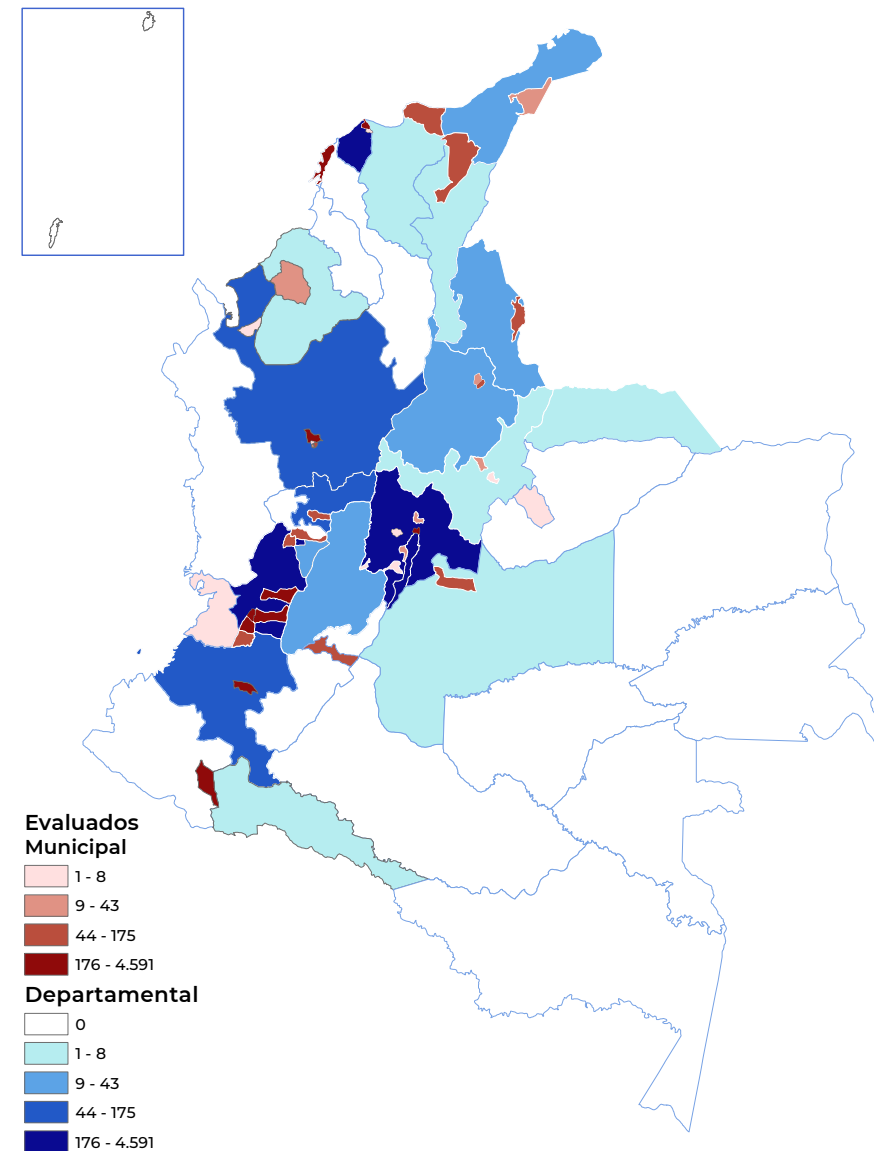 Evaluados
Municipal
1 - 8
9 - 43
44 - 175
176 - 4.591
Departamental
0
1 - 8
9 - 43
44 - 175
176 - 4.591